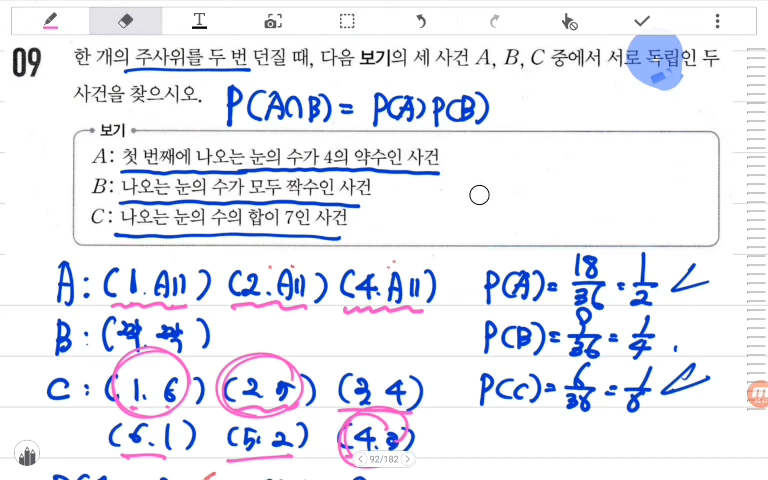 09
한 개의 주사위를 두 번 던질 때, 다음 보기의 세 사건 A, B, C 중에서 서로 독립인 두
사건을 찾으시오.
P(A∩B) = P(A) P(B)
보기
A: 첫 번째에 나오는 눈의 수가 4의 약수인 사건
B: 나오는 눈의 수가 모두 짝수인 사건
C: 나오는 눈의 수의 합이 7인 사건
A: (1. All) (2. All) (4. All) P(A)= 18/36 = 1/2
B: (짝. 짝) P(B)= 9/36 = 1/4
C: (1. 6) (2 5) (3 4) P(C)= 6/36 = 1/6
(6. 1) (5. 2) (4. 3)
92/182